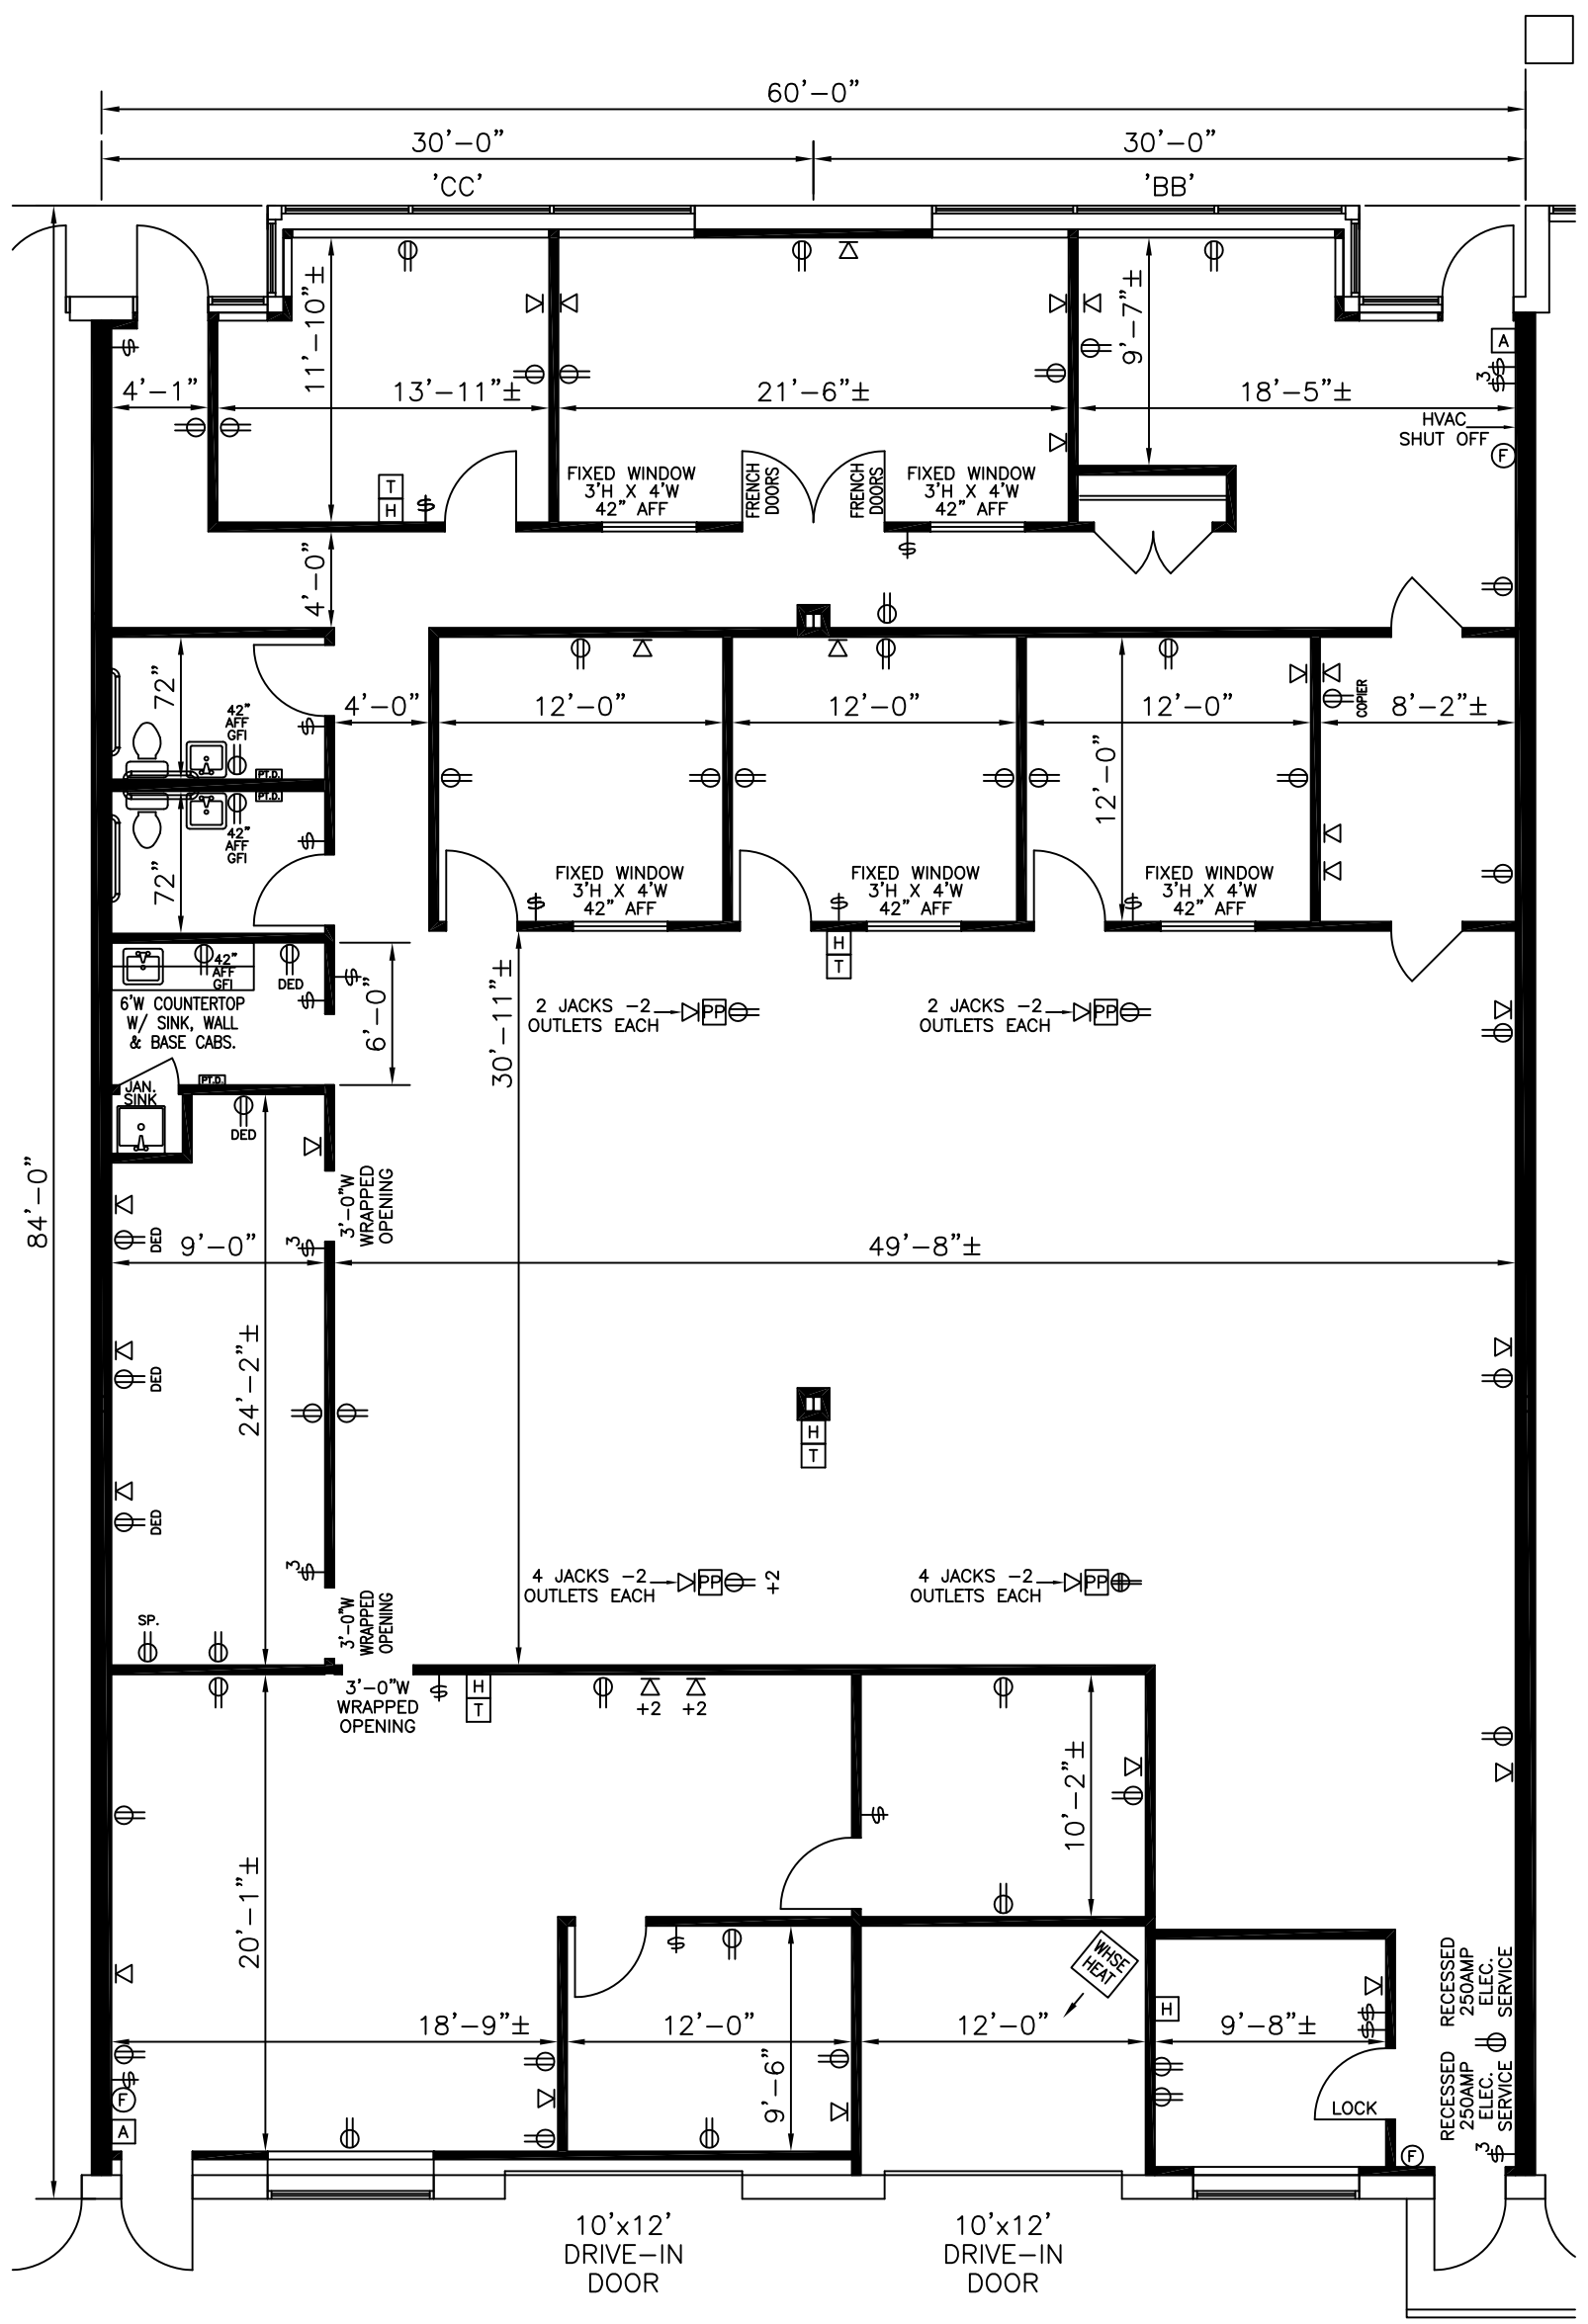 60'-0"
30'-0"
30'-0"
'CC'
'BB'
11'-10"±
9'-7"±
A
4'-1"
13'-11"±
21'-6"±
18'-5"±
3
HVAC
SHUT OFF
F
FIXED WINDOW
3'H X 4'W
42" AFF
FRENCH
DOORS
FRENCH
DOORS
FIXED WINDOW
3'H X 4'W
42" AFF
T
H
4'-0"
72"
42"
AFF
GFI
PT.D.
4'-0"
12'-0"
12'-0"
12'-0"
COPIER
8'-2"±
12'-0"
PT.D.
42"
AFF
GFI
72"
FIXED WINDOW
3'H X 4'W
42" AFF
FIXED WINDOW
3'H X 4'W
42" AFF
FIXED WINDOW
3'H X 4'W
42" AFF
H
T
42"
AFF
GFI
DED
6'W COUNTERTOP
W/ SINK, WALL
& BASE CABS.
6'-0"
30'-11"±
2 JACKS -2
OUTLETS EACH
PP
2 JACKS -2
OUTLETS EACH
PP
PT.D.
JAN.
SINK
DED
84'-0"
3'-0"W
WRAPPED
OPENING
DED
9'-0"
3
49'-8"±
24'-2"±
DED
H
T
DED
3
4 JACKS -2
OUTLETS EACH
PP
+2
4 JACKS -2
OUTLETS EACH
PP
SP.
3'-0"W
WRAPPED
OPENING
3'-0"W
WRAPPED
OPENING
H
T
+2
+2
10'-2"±
20'-1"±
WHSE
HEAT
RECESSED
250AMP
ELEC.
SERVICE
H
18'-9"±
12'-0"
12'-0"
9'-8"±
9'-6"
F
A
LOCK
RECESSED
250AMP
ELEC.
SERVICE
3
F
10'x12'
DRIVE-IN
DOOR
10'x12'
DRIVE-IN
DOOR